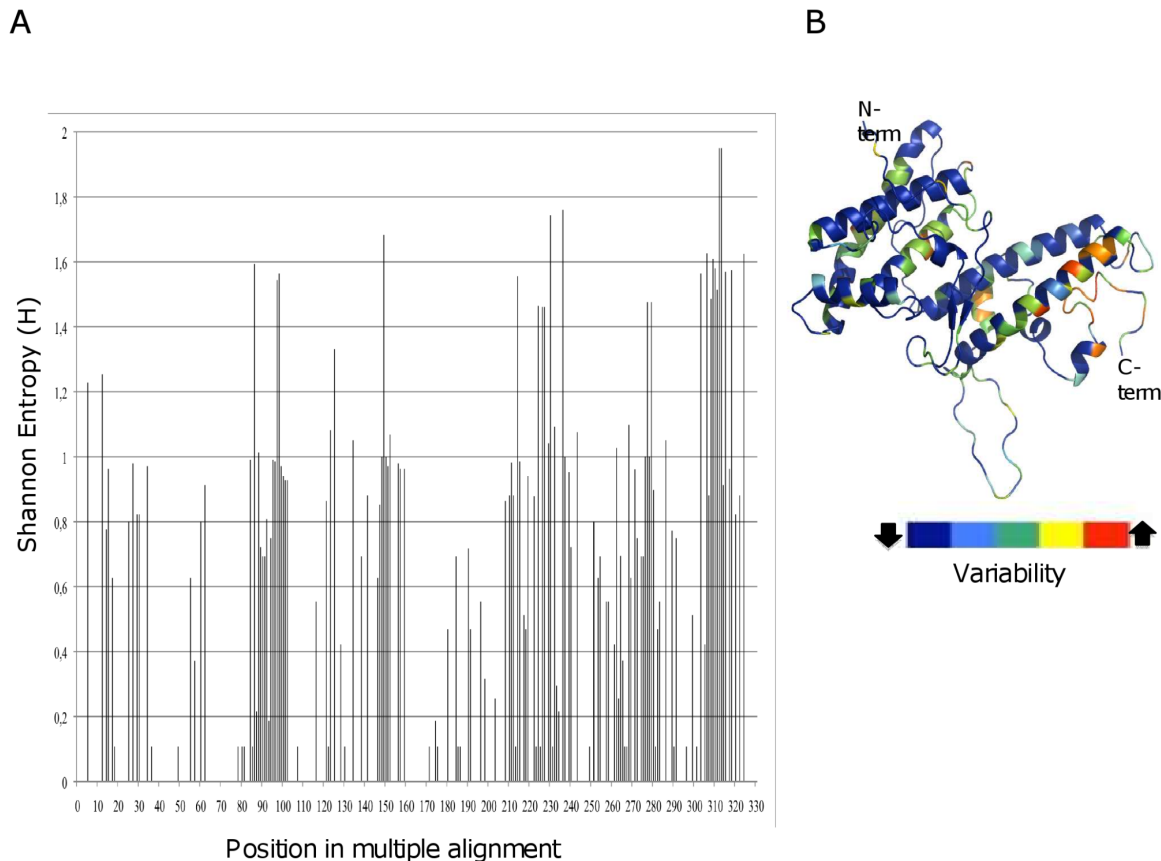 A
B
2
1,8
1,6
1,4
1,2
1
0,8
0,6
0,4
0,2
0
Shannon Entropy (H)
0 10 20 30 40 50 60 70 80 90 100 110 120 130 140 150 160 170 180 190 200 210 220 230 240 250 260 270 280 290 300 310 320 330
Position in multiple alignment
N-
term
C-
term
Variability